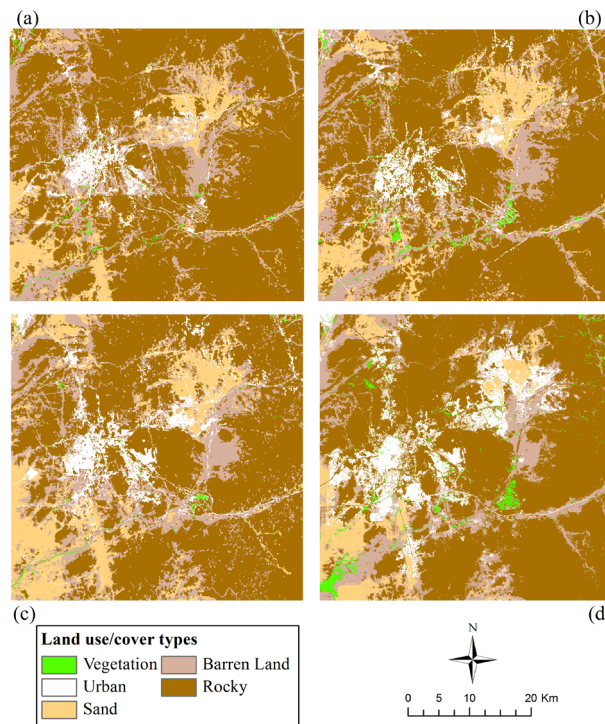 (a)
(b)
(c)
(d)
Land use/cover types
Vegetation
Barren Land
Urban
Rocky
Sand
N
0 5 10 20 Km